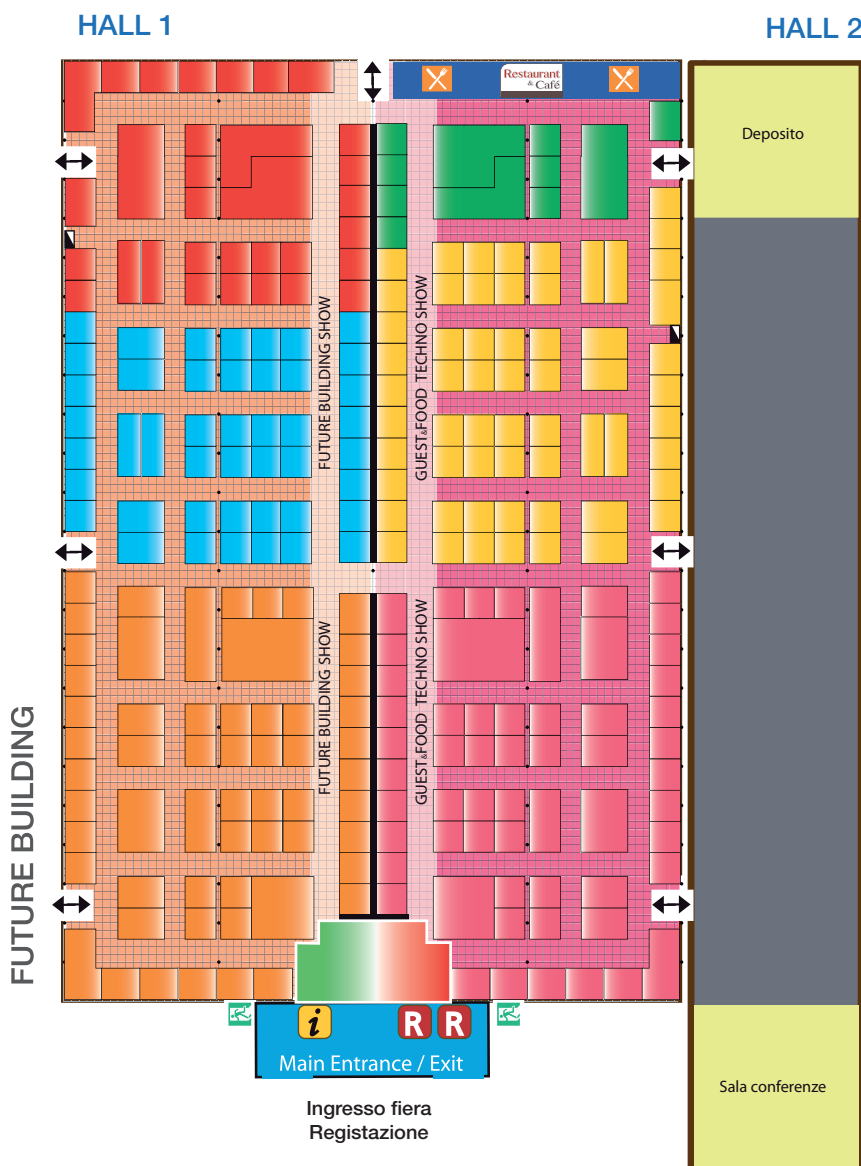 HALL 1
HALL 2
Restaurant
& Café
Deposito
FUTURE BUILDING SHOW
GUEST&FOOD TECHNO SHOW
FUTURE BUILDING SHOW
GUEST&FOOD TECHNO SHOW
FUTURE BUILDING
i
R R
Main Entrance / Exit
Sala conferenze
Ingresso fiera
Registazione